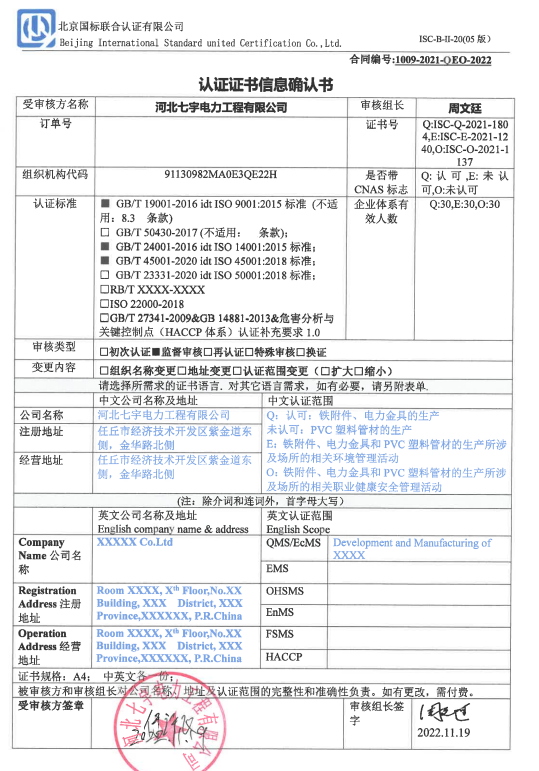 北京国标联合认证有限公司
Beijing International Standard united Certification Co.,Ltd.
ISC-B-II-20(05 版)
合同编号:1009-2021-QEO-2022
认证证书信息确认书
受审核方名称 河北七宇电力工程有限公司 审核组长 周文廷
订单号 证书号 Q:ISC-Q-2021-180
4,E:ISC-E-2021-12
40,O:ISC-O-2021-1
137
组织机构代码 91130982MA0E3QE22H 是否带
CNAS 标志 Q: 认 可 ,E: 未 认
可,O:未认可
认证标准 ■ GB/T 19001-2016 idt ISO 9001:2015 标准 (不适
用: 8.3 条款)
□ GB/T 50430-2017 (不适用: 条款);
■ GB/T 24001-2016 idt ISO 14001:2015 标准;
■ GB/T 45001-2020 idt ISO 45001:2018 标准;
□ GB/T 23331-2020 idt ISO 50001:2018 标准;
□RB/T XXXX-XXXX
□ISO 22000-2018
□GB/T 27341-2009&GB 14881-2013&危害分析与
关键控制点（HACCP 体系）认证补充要求 1.0
企业体系有
效人数 Q:30,E:30,O:30
审核类型 □初次认证■监督审核□再认证□特殊审核□换证
变更内容 □组织名称变更□地址变更□认证范围变更（□扩大□缩小）
请选择所需求的证书语言. 对其它语言需求, 如有必要, 请另附表单.
中文公司名称及地址 中文认证范围
公司名称 河北七宇电力工程有限公司
注册地址 任丘市经济技术开发区紫金道东
侧，金华路北侧
经营地址 任丘市经济技术开发区紫金道东
侧，金华路北侧
Q: 认可: 铁附件、电力金具的生产
未认可: PVC 塑料管材的生产
E: 铁附件、电力金具和 PVC 塑料管材的生产所涉
及场所的相关环境管理活动
O: 铁附件、电力金具和 PVC 塑料管材的生产所涉
及场所的相关职业健康安全管理活动
(注: 除介词和连词外, 首字母大写)
英文公司名称及地址
English company name & address
英文认证范围
English Scope
Company
Name 公司名
称
XXXXX Co.Ltd
QMS/EcMS Development and Manufacturing of
XXXX
EMS
Registration
Address 注册
地址
Room XXXX, Xth Floor,No.XX
Building, XXX District, XXX
Province,XXXXXX, P.R.China
OHSMS
EnMS
Operation
Address 经营
地址
Room XXXX, Xth Floor,No.XX
Building, XXX District, XXX
Province,XXXXXX, P.R.China
FSMS
HACCP
证书规格: A4; 中英文各一份;
被审核方和审核组长对公司名称、地址及认证范围的完整性和准确性负责。如有更改, 需付费。
受审核方签章
河北七宇电力工程有限公司
审核组长签
字
2022.11.19